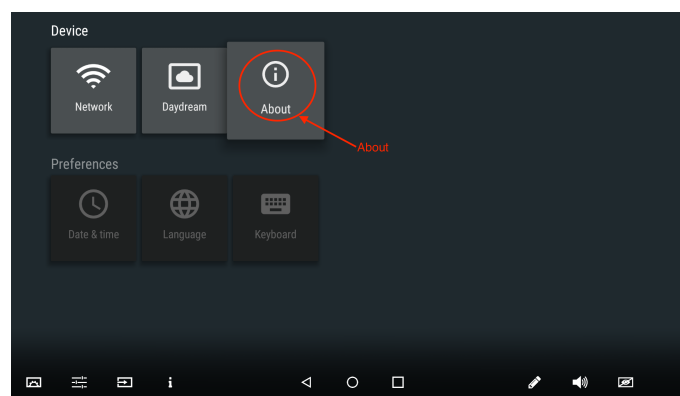 Device
Network
Daydream
About
About
Preferences
Date & time
Language
Keyboard